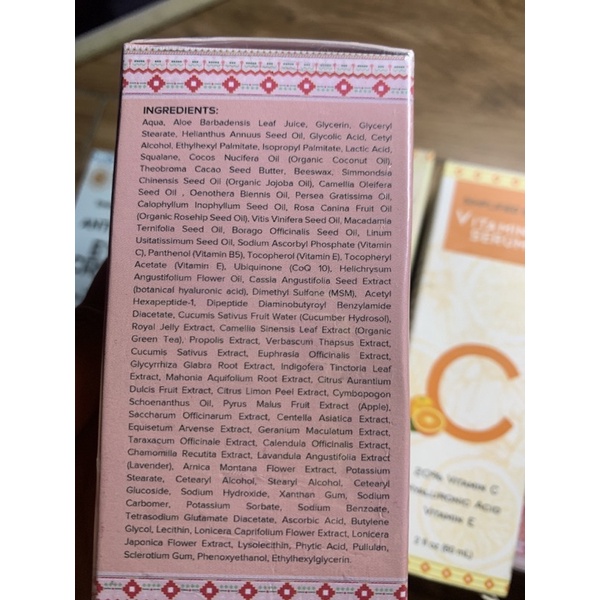 INGREDIENTS:
Aqua, Aloe Barbadensis Leaf Juice, Glycerin, Glyceryl
Stearate, Helianthus Annuus Seed Oil, Glycolic Acid, Cetyl
Alcohol, Ethylhexyl Palmitate, Isopropyl Palmitate, Lactic Acid,
Squalane, Cocos Nucifera Oil (Organic Coconut Oil),
Theobroma Cacao Seed Butter, Beeswax, Simmondsia
Chinensis Seed Oil (Organic Jojoba Oil), Camellia Oleifera
Seed Oil , Oenothera Biennis Oil, Persea Gratissima Oil,
Calophyllum Inophyllum Seed Oil, Rosa Canina Fruit Oil
(Organic Rosehip Seed Oil), Vitis Vinifera Seed Oil, Macadamia
Ternifolia Seed Oil, Borago Officinalis Seed Oil, Linum
Usitatissimum Seed Oil, Sodium Ascorbyl Phosphate (Vitamin
C), Panthenol (Vitamin B5), Tocopherol (Vitamin E), Tocopheryl
Acetate (Vitamin E), Ubiquinone (CoQ 10), Helichrysum
Angustifolium Flower Oil, Cassia Angustifolia Seed Extract
(botanical hyaluronic acid), Dimethyl Sulfone (MSM), Acetyl
Hexapeptide-1, Dipeptide Diaminobutyroyl Benzylamide
Diacetate, Cucumis Sativus Fruit Water (Cucumber Hydrosol),
Royal Jelly Extract, Camellia Sinensis Leaf Extract (Organic
Green Tea), Propolis Extract, Verbascum Thapsus Extract,
Cucumis Sativus Extract, Euphrasia Officinalis Extract,
Glycyrrhiza Glabra Root Extract, Indigofera Tinctoria Leaf
Extract, Mahonia Aquifolium Root Extract, Citrus Aurantium
Dulcis Fruit Extract, Citrus Limon Peel Extract, Cymbopogon
Schoenanthus Oil, Pyrus Malus Fruit Extract (Apple),
Saccharum Officinarum Extract, Centella Asiatica Extract,
Equisetum Arvense Extract, Geranium Maculatum Extract,
Taraxacum Officinale Extract, Calendula Officinalis Extract,
Chamomilla Recutita Extract, Lavandula Angustifolia Extract
(Lavender), Arnica Montana Flower Extract, Potassium
Stearate, Cetearyl Alcohol, Stearyl Alcohol, Cetearyl
Glucoside, Sodium Hydroxide, Xanthan Gum, Sodium
Carbomer, Potassium Sorbate, Sodium Benzoate,
Tetrasodium Glutamate Diacetate, Ascorbic Acid, Butylene
Glycol, Lecithin, Lonicera Caprifolium Flower Extract, Lonicera
Japonica Flower Extract, Lysolecithin, Phytic Acid, Pullulan,
Sclerotium Gum, Phenoxyethanol, Ethylhexylglycerin.
VITAMIN
SERUM
C
20% VITAMIN C
HYALURONIC ACID
VITAMIN E
2 fl oz (60 mL)